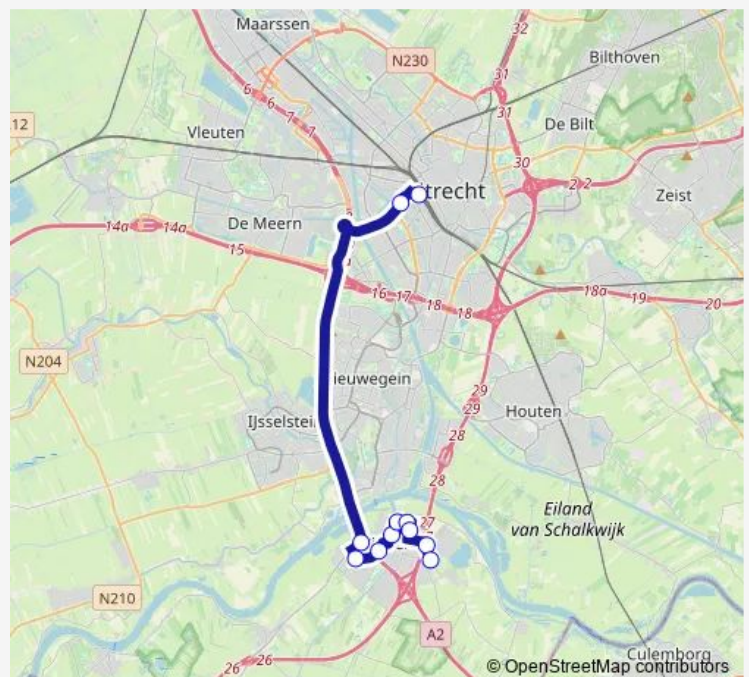 Maarssen
32
N230
Bilthoven
6
6
31
7
7
31
12
De Bilt
Vleuten
30
2 2
trecht
Zeist
De Meern
14a
14a
15
16
17
18
18
18a
19
20
N204
ieuwegein
29
29
Houten
IJsselstei
28
28
Eiland
van Schalkwijk
27
N210
A2
26
26
Culemborg
© OpenStreetMap contributors